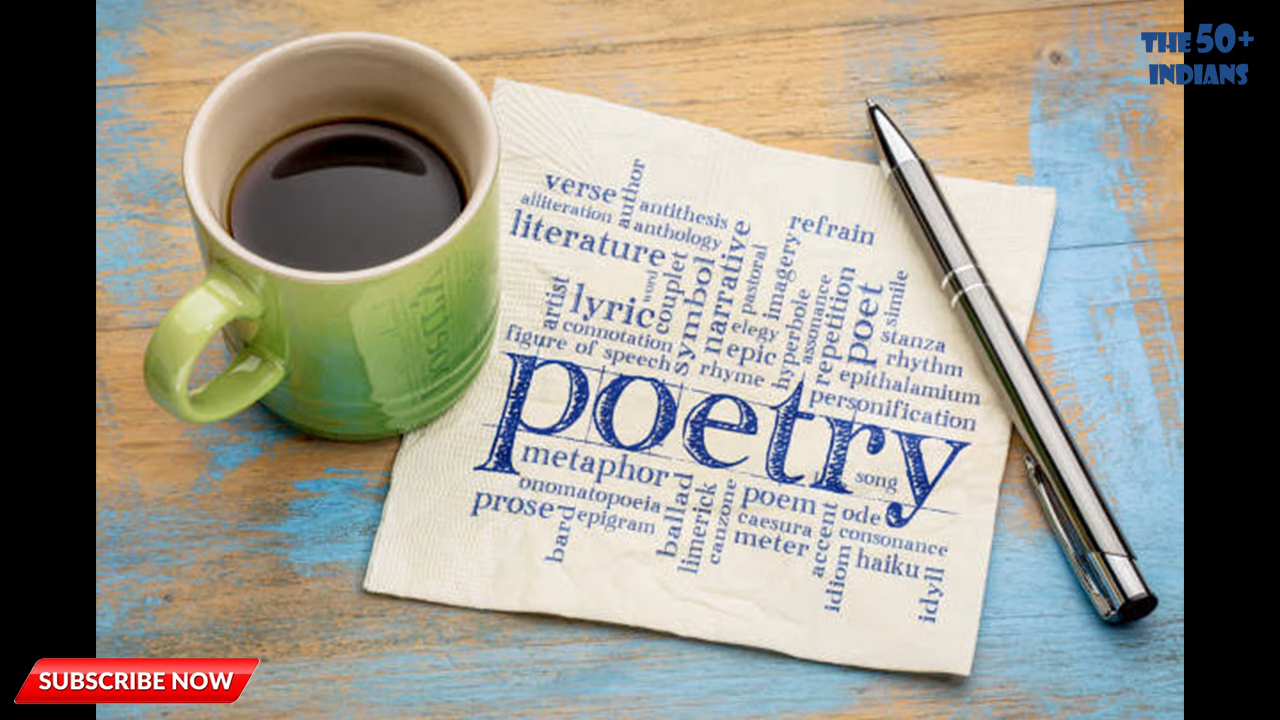 THE 50+
INDIANS
verse
author
alliteration
antithesis
anthology
literature
refrain
word
couplet
symbol
narrative
pastoral
imagery
artist
lyric
connotation
figure of speech
elegy
epic
rhyme
hyperbole
assonance
repetition
poet
simile
stanza
rhythm
epithalamium
personification
poetry
song
metaphor
onomatopoeia
prose
bard
epigram
ballad
limerick
canzone
poem
caesura
meter
accent
idiom
ode
consonance
haiku
idyll
SUBSCRIBE NOW